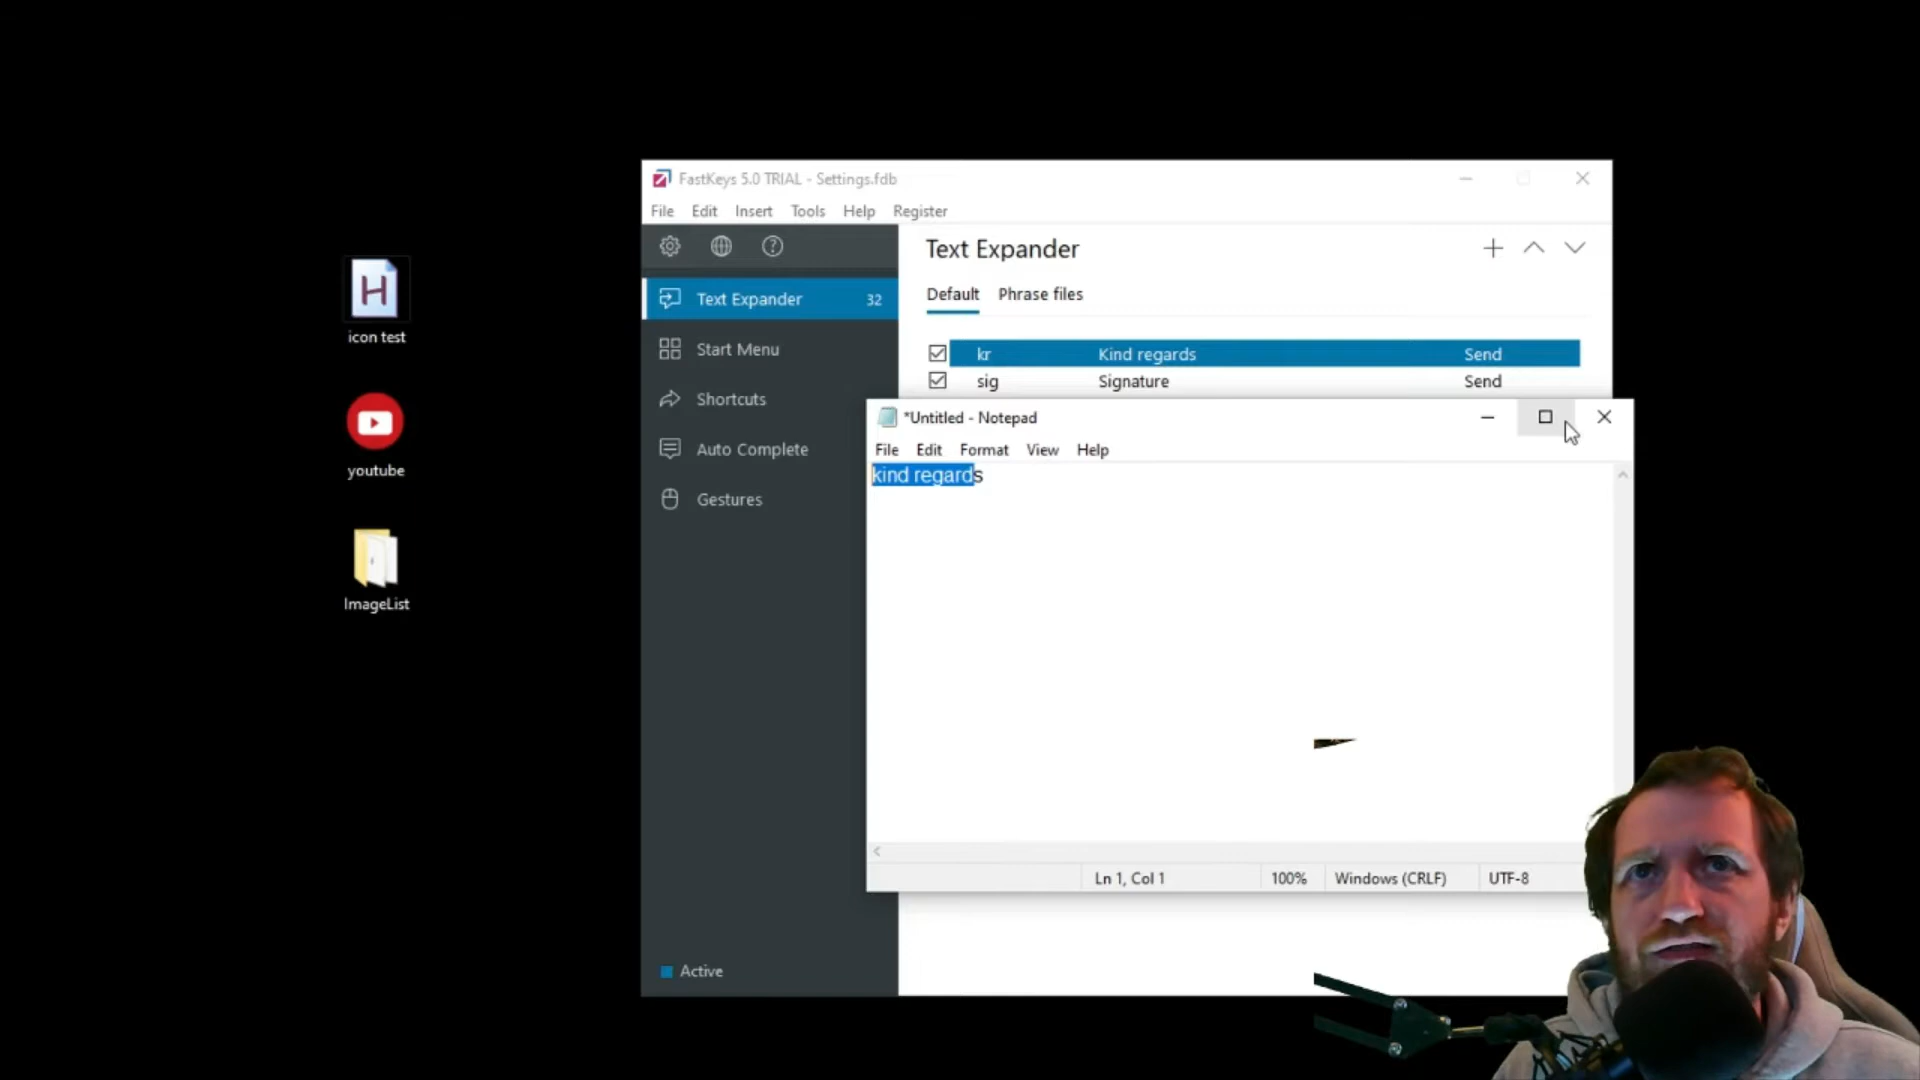 FastKeys 5.0 TRIAL - Settings.fdb
File Edit Insert Tools Help Register
Text Expander
Default Phrase files
Text Expander 32
Start Menu
Shortcuts
Auto Complete
Gestures
Active
kr Kind regards Send
sig Signature Send
*Untitled - Notepad
File Edit Format View Help
kind regards
Ln 1, Col 1 100% Windows (CRLF) UTF-8
H
icon test
youtube
ImageList